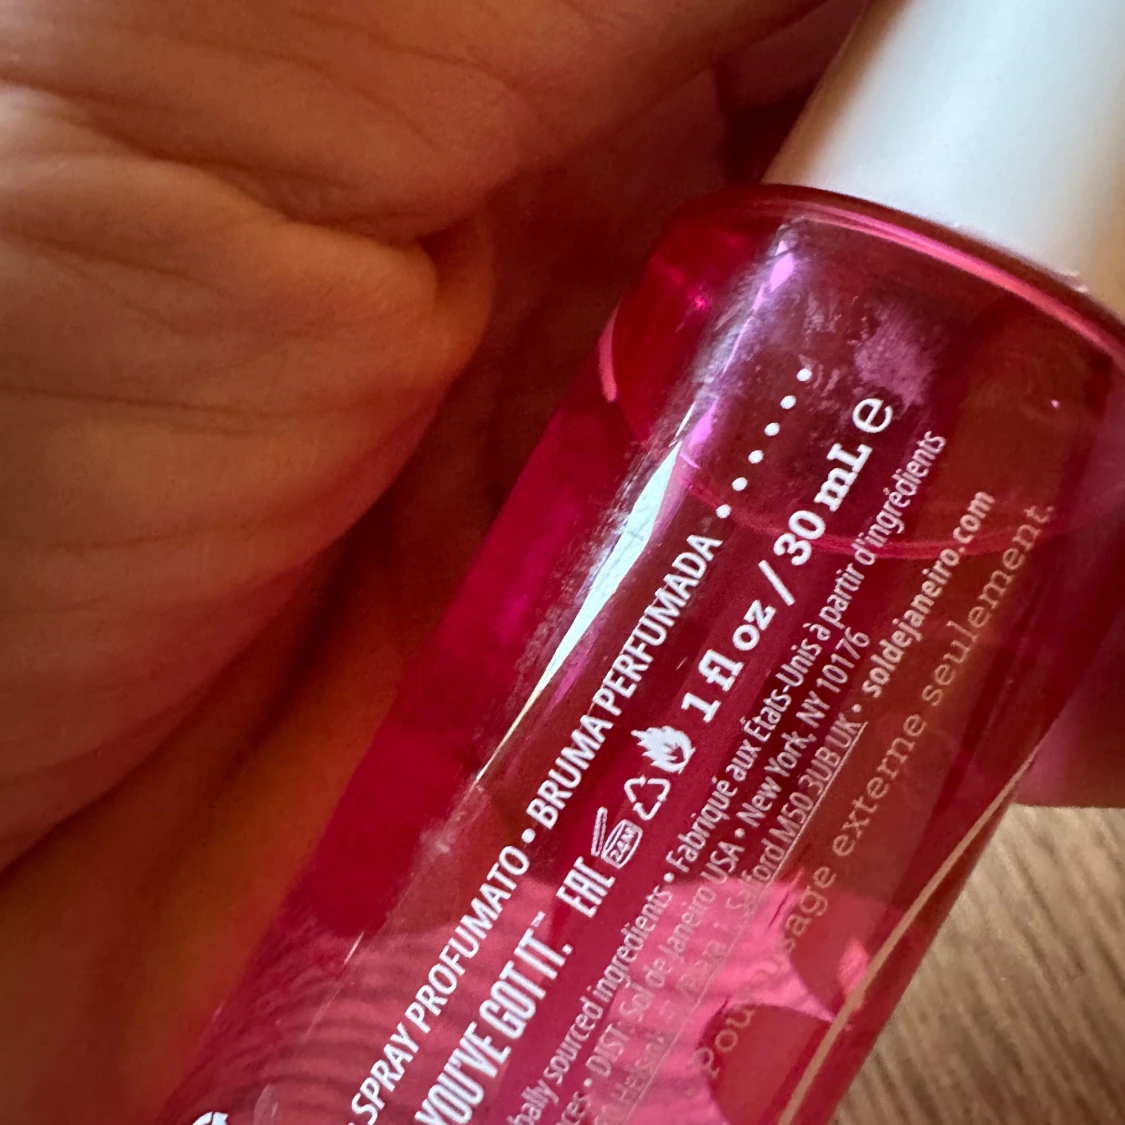 SPRAY PROFUMATO • BRUMA PERFUMADA • • • • • •
YOU'VE GOT IT.™ EAC 24M 1 fl oz / 30 mL e
sourced ingredients • Fabriqué aux États-Unis à partir d'ingrédients
• DIST. Sol de Janeiro USA • New York, NY 10176
M50 3UB UK • soldejaneiro.com
usage externe seulement.